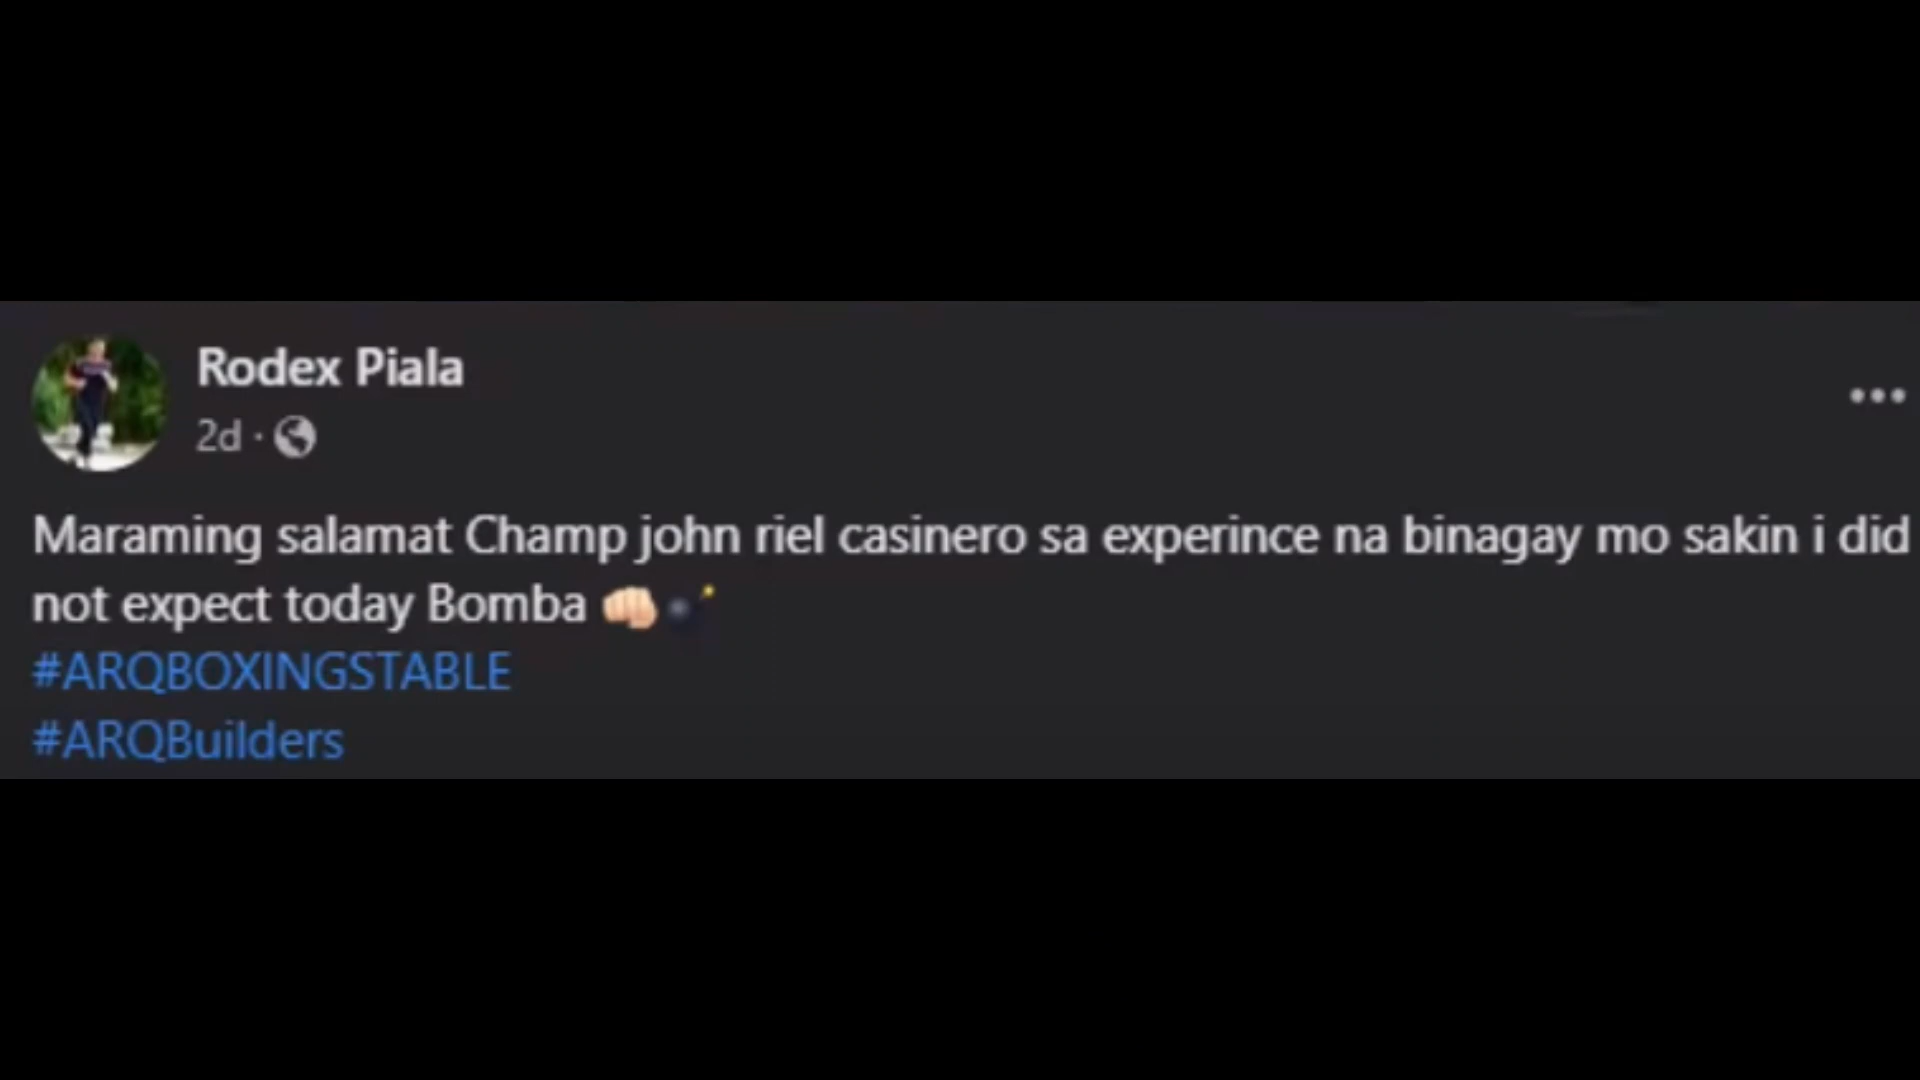 Rodex Piala
2d ·
Maraming salamat Champ john riel casinero sa experince na binagay mo sakin i did
not expect today Bomba 👊🏻💣
#ARQBOXINGSTABLE
#ARQBuilders